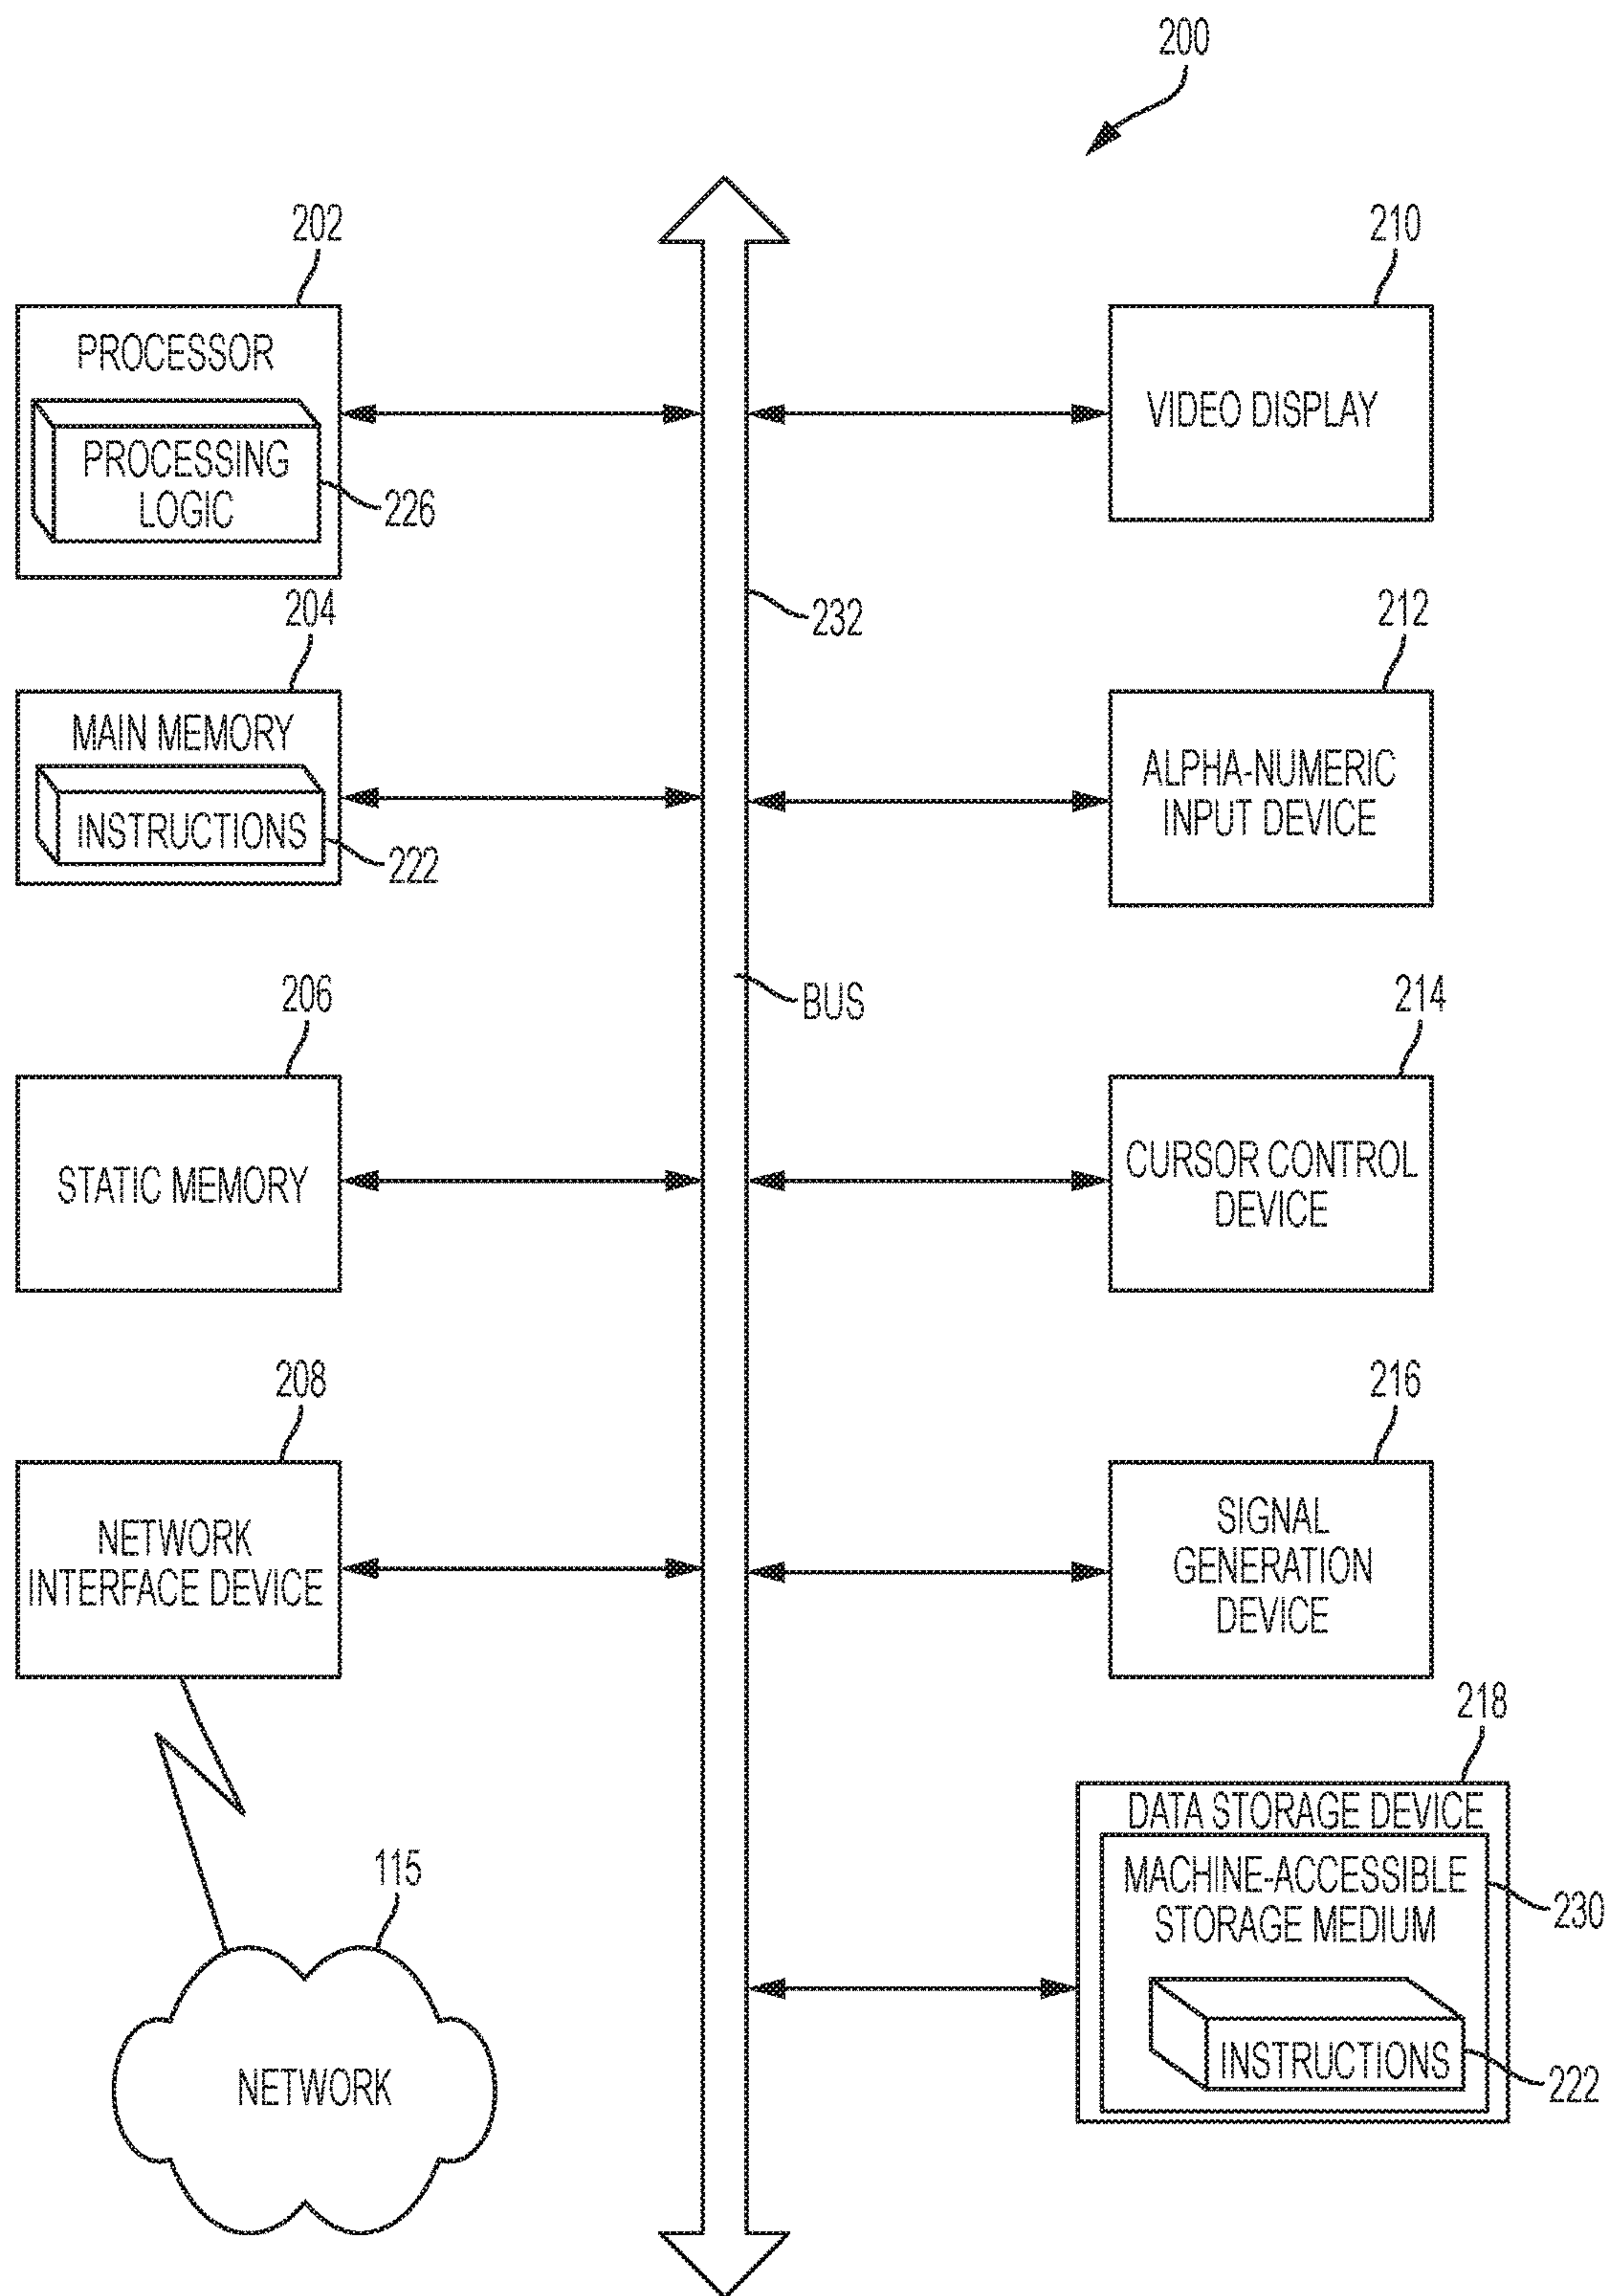 200
202
PROCESSOR
PROCESSING
LOGIC
226
204
MAIN MEMORY
INSTRUCTIONS
222
206
STATIC MEMORY
208
NETWORK
INTERFACE DEVICE
115
NETWORK
232
BUS
210
VIDEO DISPLAY
212
ALPHA-NUMERIC
INPUT DEVICE
214
CURSOR CONTROL
DEVICE
216
SIGNAL
GENERATION
DEVICE
218
DATA STORAGE DEVICE
MACHINE-ACCESSIBLE
STORAGE MEDIUM
230
INSTRUCTIONS
222